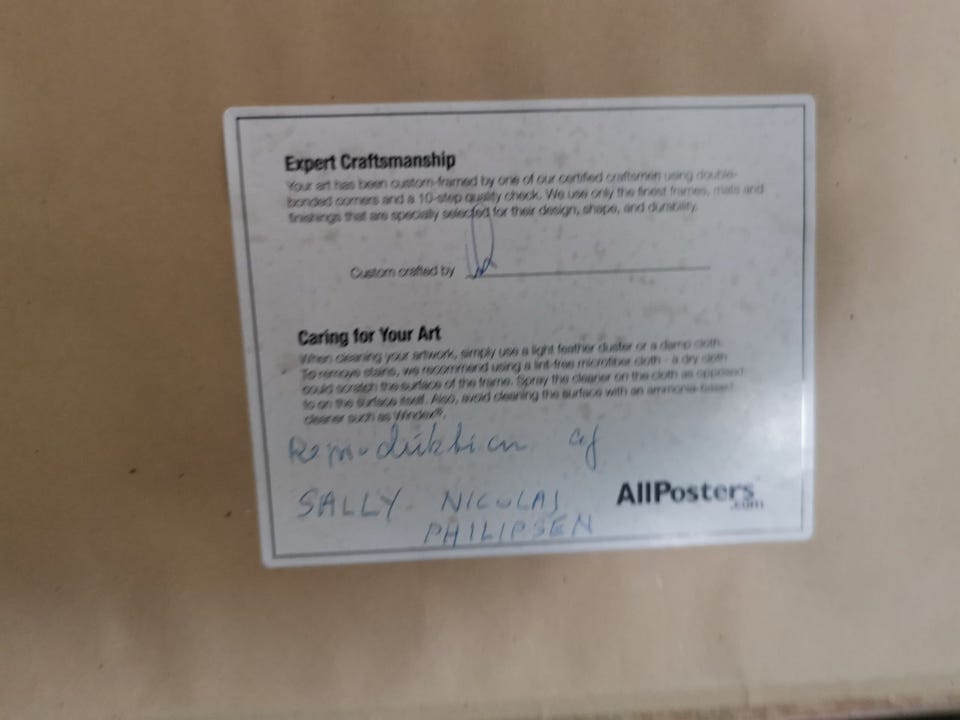 Expert Craftsmanship
Your art has been custom-framed by one of our certified craftsmen using double-
bonded corners and a 10-step quality check. We use only the finest frames, mats and
finishings that are specially selected for their design, shape, and durability.
Custom crafted by
Caring for Your Art
When cleaning your artwork, simply use a light feather duster or a damp cloth.
To remove stains, we recommend using a lint-free microfiber cloth - a dry cloth
could scratch the surface of the frame. Spray the cleaner on the cloth as opposed
to on the surface itself. Also, avoid cleaning the surface with an ammonia-based
cleaner such as Windex®.
Reproduktion af
SALLY. NICOLAI
PHILIPSEN
AllPosters
.com